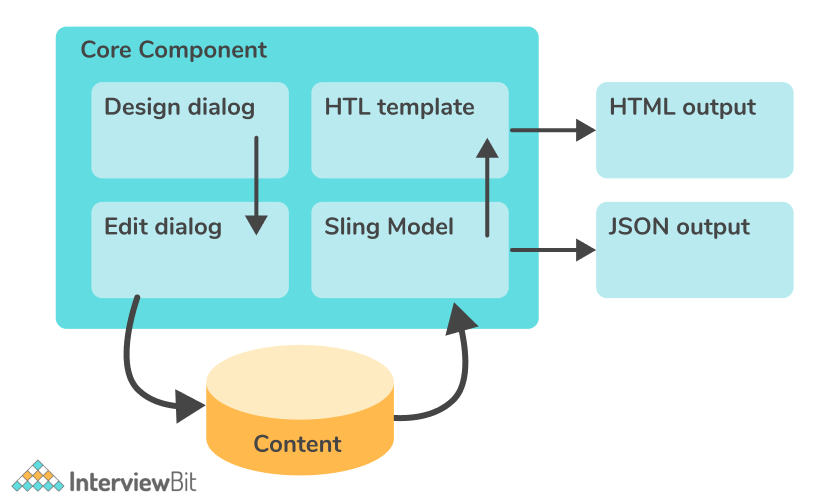 Core Component
Design dialog
HTL template
HTML output
Edit dialog
Sling Model
JSON output
Content
InterviewBit